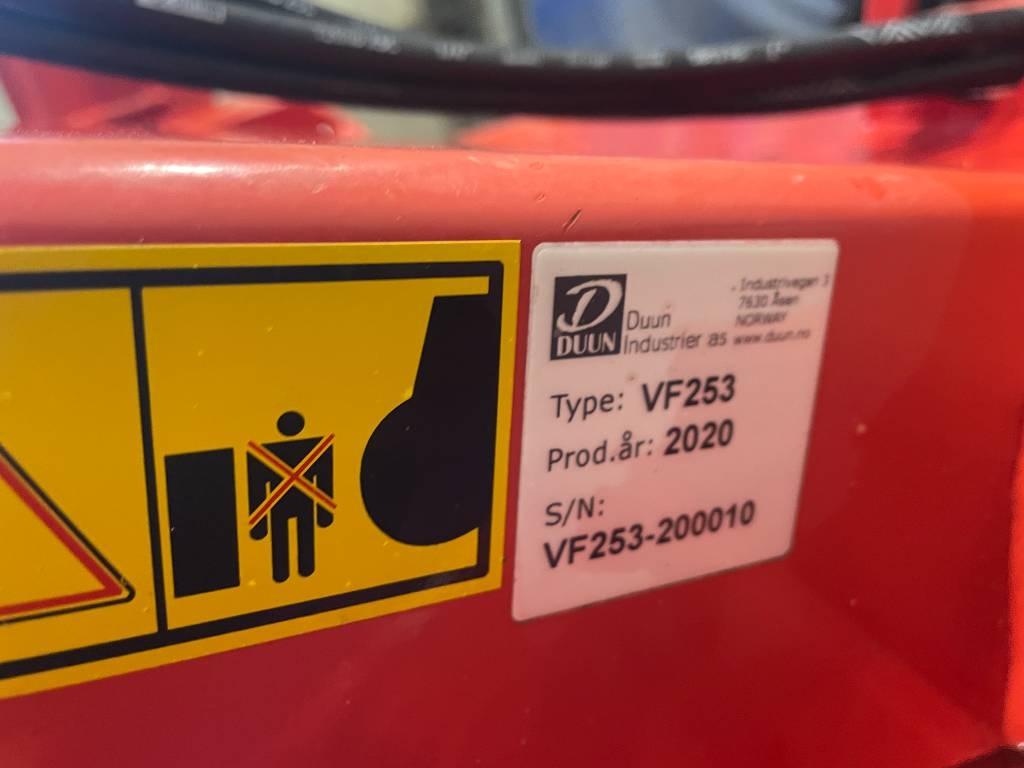 D
DUUN
Duun
Industrier as
Industrivegen 3
7630 Åsen
NORWAY
www.duun.no
Type: VF253
Prod.år: 2020
S/N:
VF253-200010